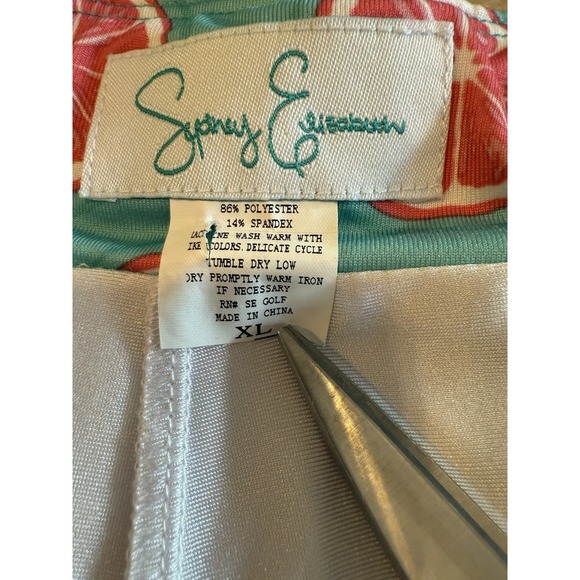 Sydney Elizabeth
86% POLYESTER
14% SPANDEX
WASH WARM WITH
COLORS. DELICATE CYCLE
TUMBLE DRY LOW
DRY PROMPTLY WARM IRON
IF NECESSARY
RN# SE GOLF
MADE IN CHINA
XL